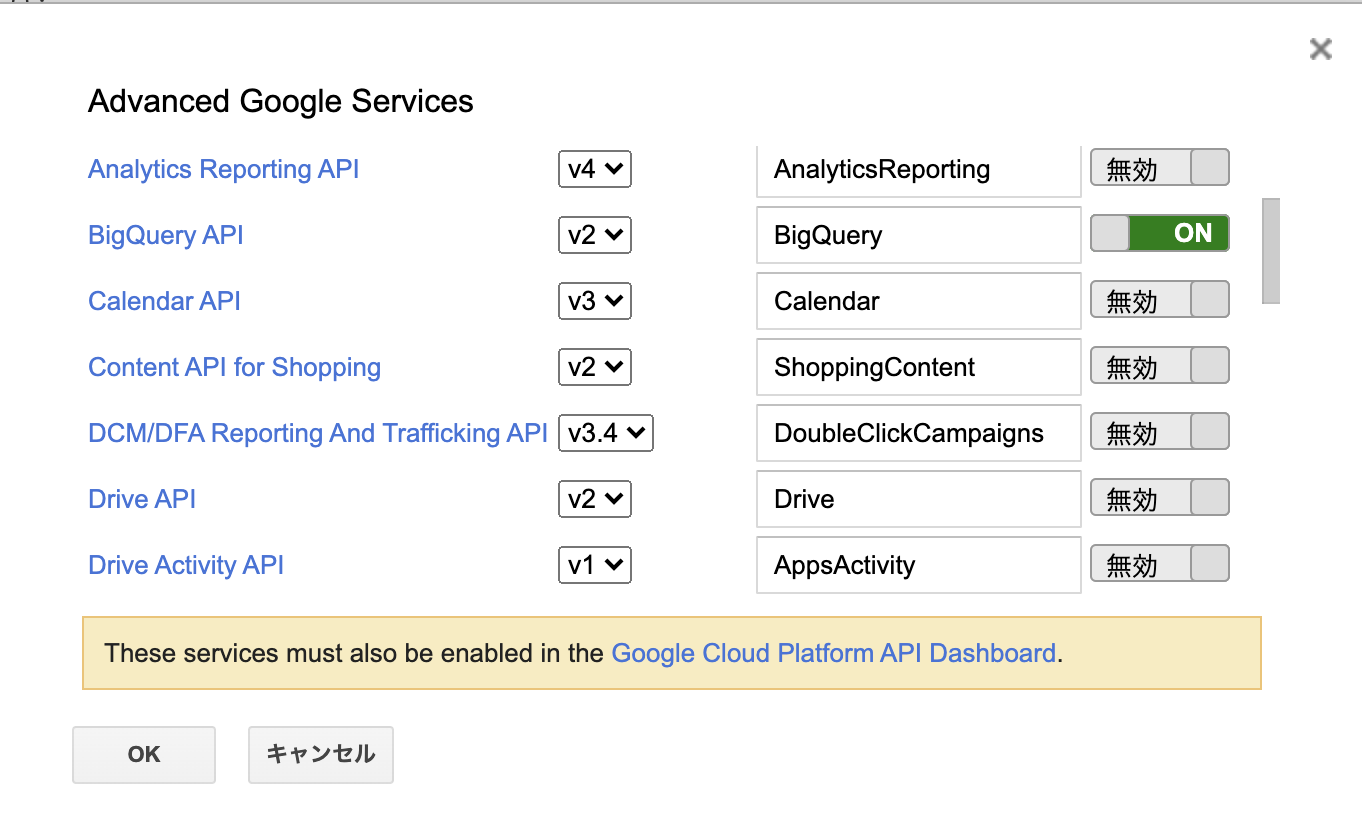 Advanced Google Services
Analytics Reporting API v4 AnalyticsReporting 無効
BigQuery API v2 BigQuery ON
Calendar API v3 Calendar 無効
Content API for Shopping v2 ShoppingContent 無効
DCM/DFA Reporting And Trafficking API v3.4 DoubleClickCampaigns 無効
Drive API v2 Drive 無効
Drive Activity API v1 AppsActivity 無効
These services must also be enabled in the Google Cloud Platform API Dashboard.
OK キャンセル